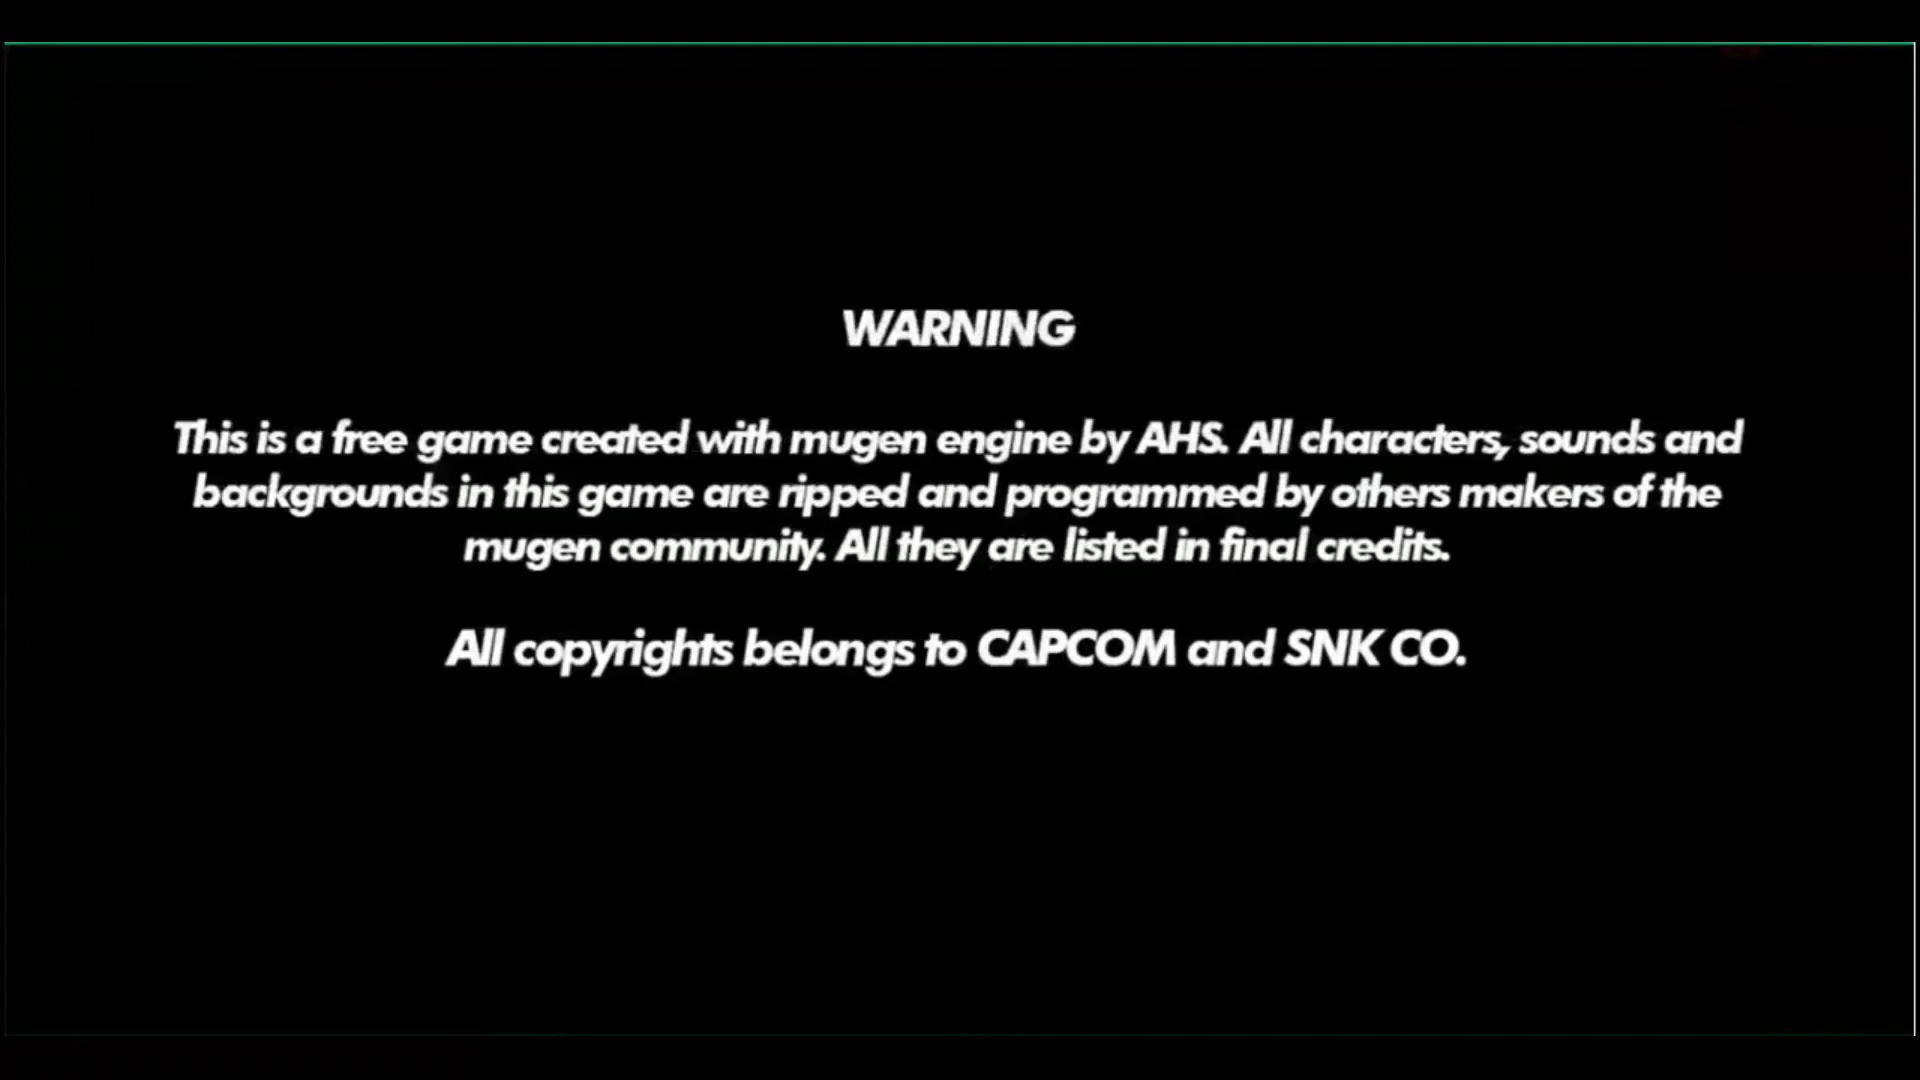 WARNING
This is a free game created with mugen engine by AHS. All characters, sounds and
backgrounds in this game are ripped and programmed by others makers of the
mugen community. All they are listed in final credits.
All copyrights belongs to CAPCOM and SNK CO.